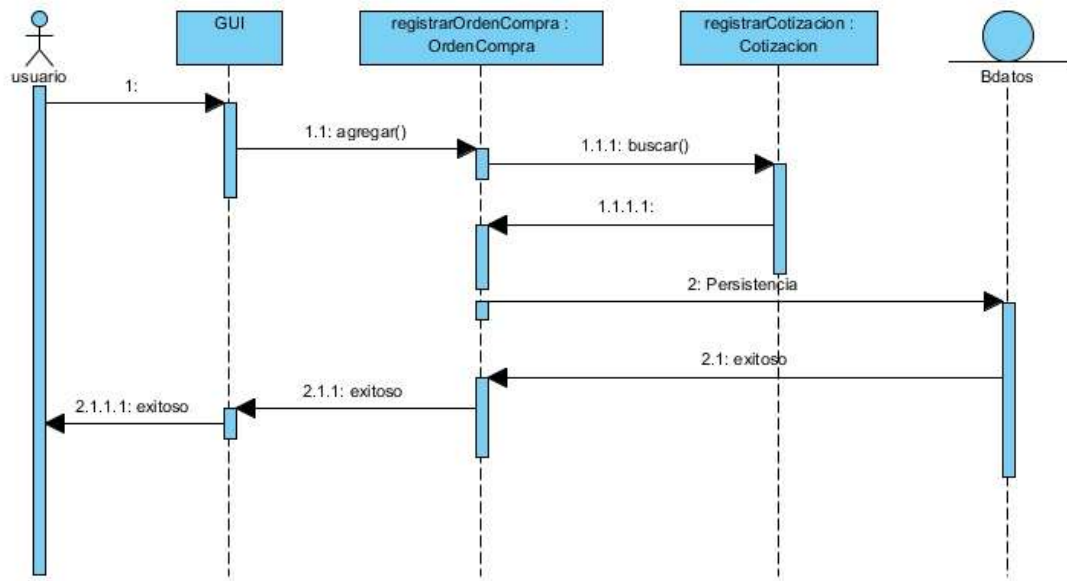 GUI
registrarOrdenCompra :
OrdenCompra
registrarCotizacion :
Cotizacion
usuario
Bdatos
1:
1.1: agregar()
1.1.1: buscar()
1.1.1.1:
2: Persistencia
2.1: exitoso
2.1.1: exitoso
2.1.1.1: exitoso